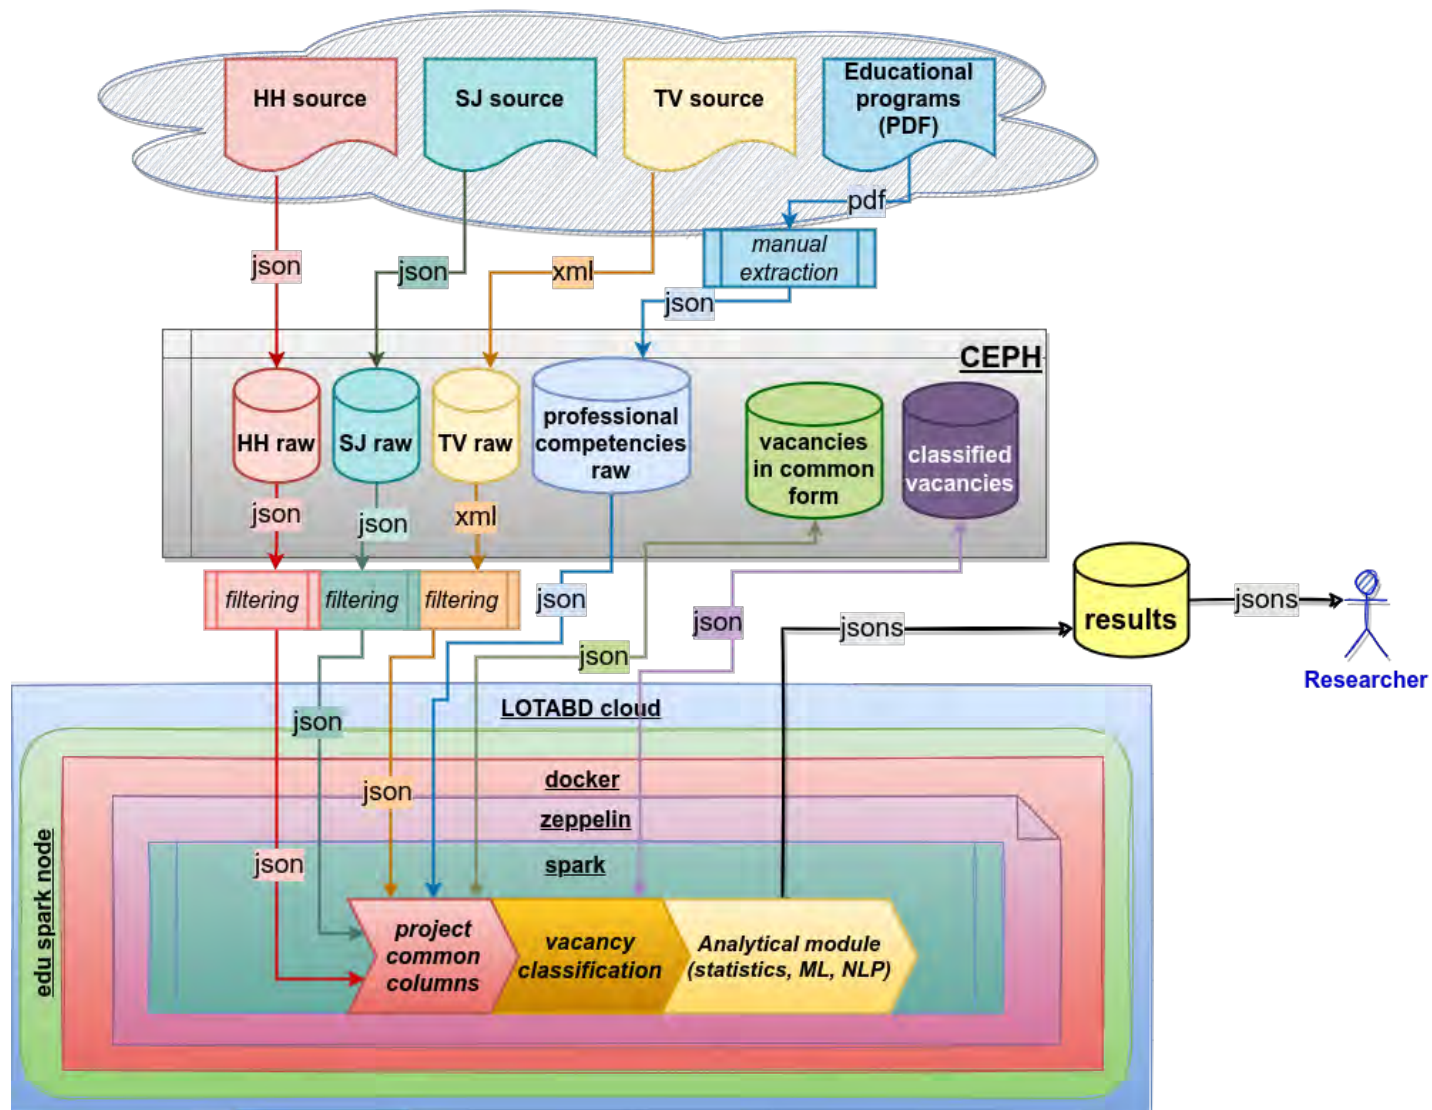 HH source
SJ source
TV source
Educational
programs
(PDF)
pdf
manual
extraction
json
json
xml
json
CEPH
HH raw
SJ raw
TV raw
professional
competencies
raw
vacancies
in common
form
classified
vacancies
json
json
xml
filtering
filtering
filtering
json
json
json
jsons
results
jsons
Researcher
LOTABD cloud
json
docker
json
zeppelin
spark
json
edu spark node
project
common
columns
vacancy
classification
Analytical module
(statistics, ML, NLP)